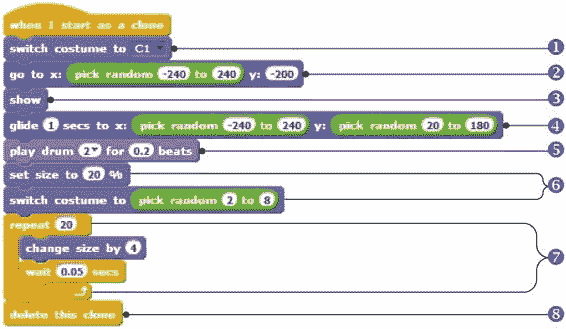 when I start as a clone
switch costume to C1 1
go to x: pick random -240 to 240 y: -200 2
show 3
glide 1 secs to x: pick random -240 to 240 y: pick random 20 to 180 4
play drum 2 for 0.2 beats 5
set size to 20 %
6
switch costume to pick random 2 to 8
repeat 20
change size by 4 7
wait 0.05 secs
delete this clone 8